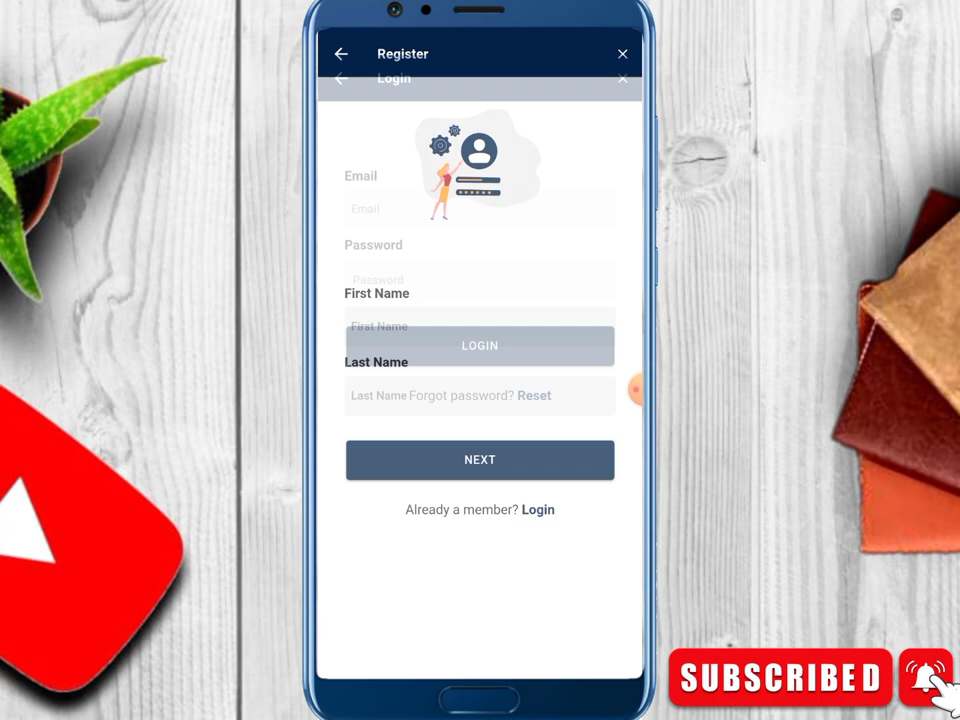 Register
Login
Email
Email
Password
Password
First Name
First Name
LOGIN
Last Name
Last Name Forgot password? Reset
NEXT
Already a member? Login
SUBSCRIBED